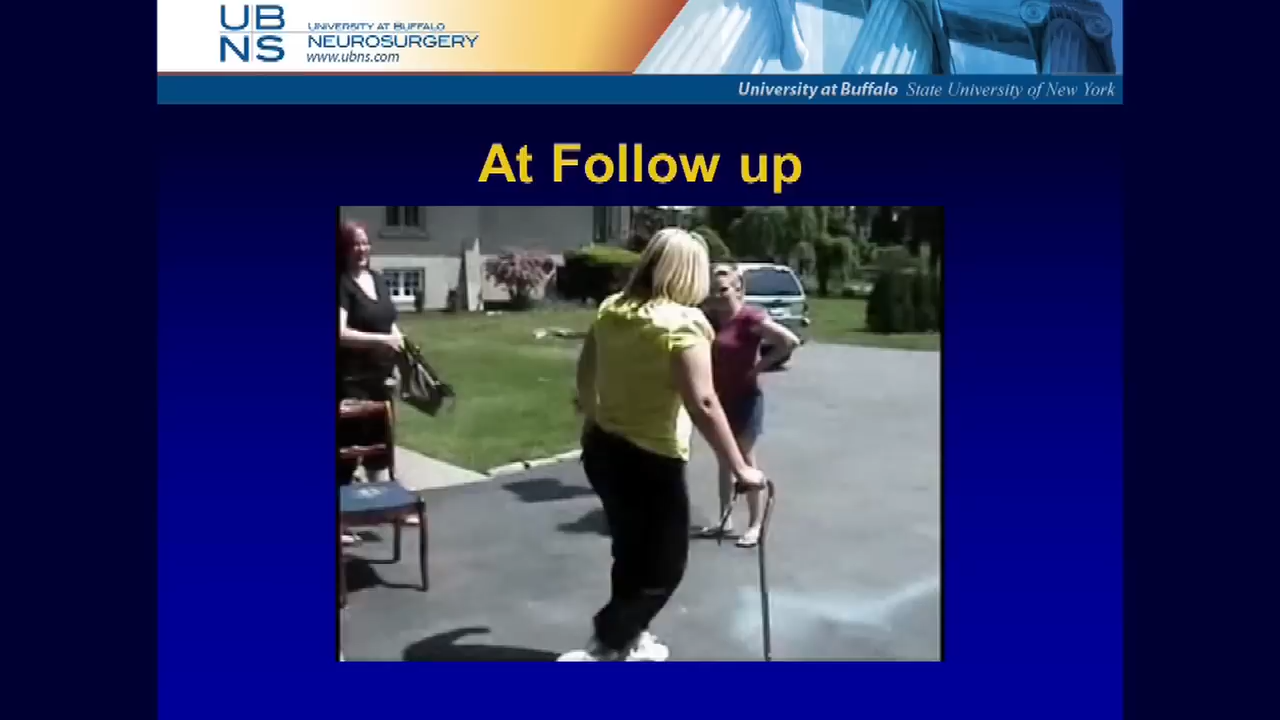 UB
NS
UNIVERSITY AT BUFFALO
NEUROSURGERY
www.ubns.com
University at Buffalo State University of New York
At Follow up